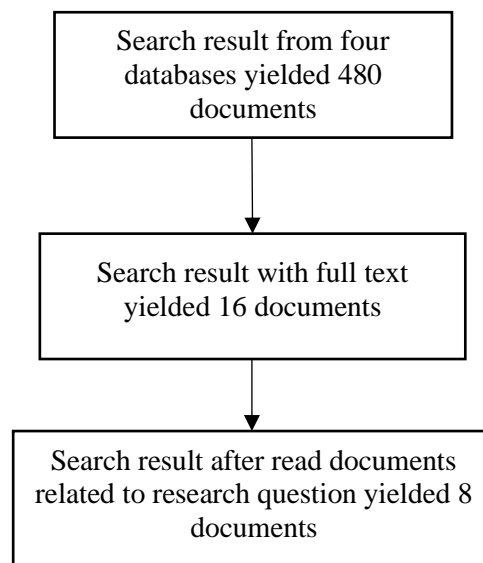 Search result from four
databases yielded 480
documents
Search result with full text
yielded 16 documents
Search result after read documents
related to research question yielded 8
documents